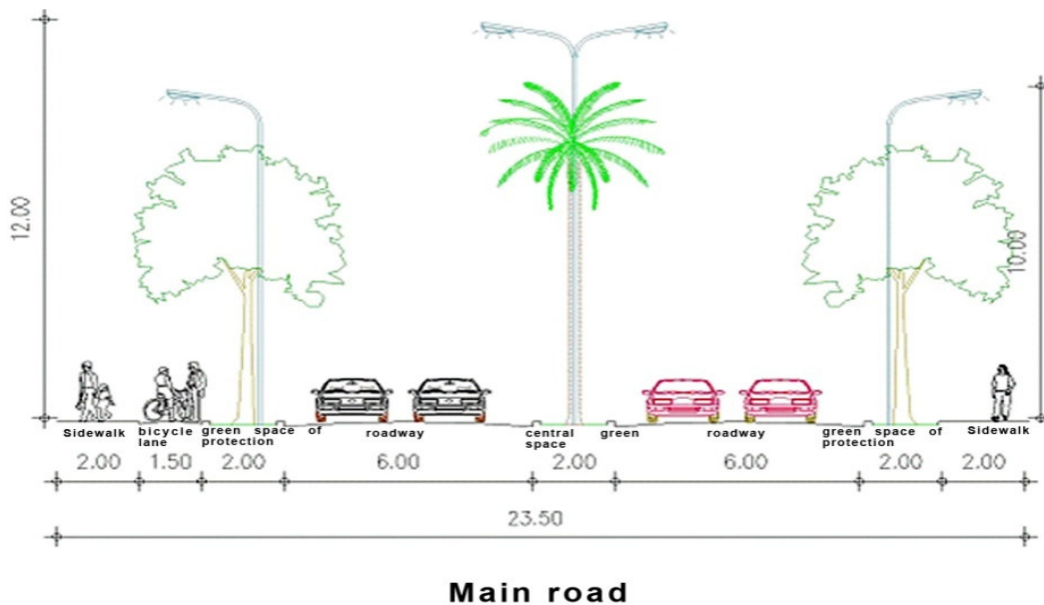 12.00
10.00
Sidewalk bicycle lane green space of protection roadway central green space roadway green space of protection Sidewalk
2.00 1.50 2.00 6.00 2.00 6.00 2.00 2.00
23.50
Main road